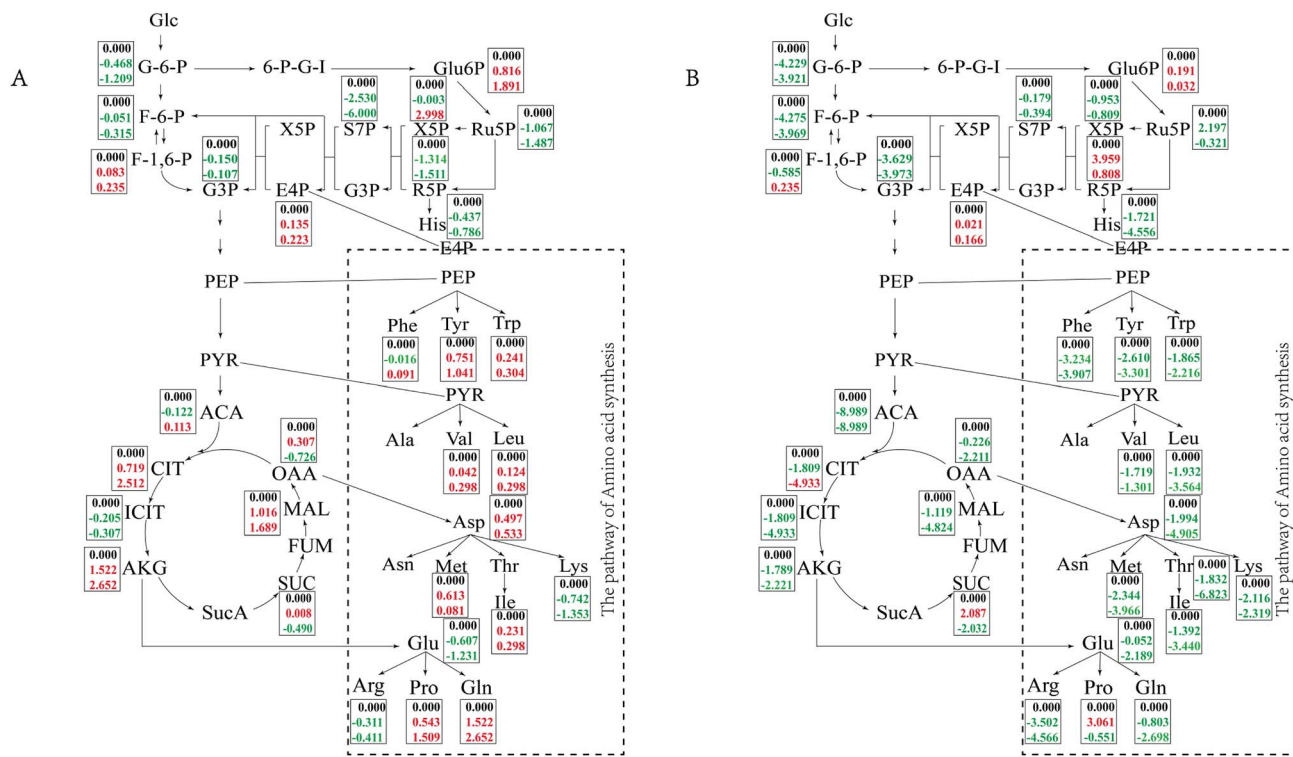 A
Glc
0.000
-0.468
-1.209
G-6-P
6-P-G-I
Glu6P
0.000
0.816
1.891
0.000
-0.051
-0.315
F-6-P
0.000
-2.530
-6.000
0.000
-0.003
2.998
X5P
S7P
X5P
Ru5P
0.000
-1.067
-1.487
0.000
0.083
0.235
F-1,6-P
0.000
-0.150
-0.107
0.000
-1.314
-1.511
G3P
E4P
G3P
R5P
0.000
0.135
0.223
His
0.000
-0.437
-0.786
E4P
PEP
PEP
Phe
Tyr
Trp
0.000
-0.016
0.091
0.000
0.751
1.041
0.000
0.241
0.304
PYR
PYR
0.000
-0.122
0.113
ACA
Ala
Val
Leu
0.000
0.042
0.298
0.000
0.124
0.298
0.000
0.719
2.512
CIT
0.000
0.307
-0.726
OAA
0.000
-0.205
-0.307
ICIT
0.000
1.016
1.689
MAL
Asp
0.000
0.497
0.533
FUM
0.000
1.522
2.652
AKG
SUC
0.000
0.008
-0.490
SucA
Asn
Met
Thr
Lys
0.000
0.613
0.081
Ile
0.000
0.231
0.298
0.000
-0.742
-1.353
Glu
0.000
-0.607
-1.231
Arg
Pro
Gln
0.000
-0.311
-0.411
0.000
0.543
1.509
0.000
1.522
2.652
The pathway of Amino acid synthesis
B
Glc
0.000
-4.229
-3.921
G-6-P
6-P-G-I
Glu6P
0.000
0.191
0.032
0.000
-4.275
-3.969
F-6-P
0.000
-0.179
-0.394
0.000
-0.953
-0.809
X5P
S7P
X5P
Ru5P
0.000
2.197
-0.321
0.000
-0.585
0.235
F-1,6-P
0.000
-3.629
-3.973
0.000
3.959
0.808
G3P
E4P
G3P
R5P
0.000
0.021
0.166
His
0.000
-1.721
-4.556
E4P
PEP
PEP
Phe
Tyr
Trp
0.000
-3.234
-3.907
0.000
-2.610
-3.301
0.000
-1.865
-2.216
PYR
PYR
0.000
-8.989
-8.989
ACA
Ala
Val
Leu
0.000
-1.719
-1.301
0.000
-1.932
-3.564
0.000
-1.809
-4.933
CIT
0.000
-0.226
-2.211
OAA
0.000
-1.809
-4.933
ICIT
0.000
-1.119
-4.824
MAL
Asp
0.000
-1.994
-4.905
FUM
0.000
-1.789
-2.221
AKG
SUC
0.000
2.087
-2.032
SucA
Asn
Met
Thr
0.000
-1.832
-6.823
Lys
0.000
-2.344
-3.966
Ile
0.000
-1.392
-3.440
0.000
-2.116
-2.319
Glu
0.000
-0.052
-2.189
Arg
Pro
Gln
0.000
-3.502
-4.566
0.000
3.061
-0.551
0.000
-0.803
-2.698
The pathway of Amino acid synthesis